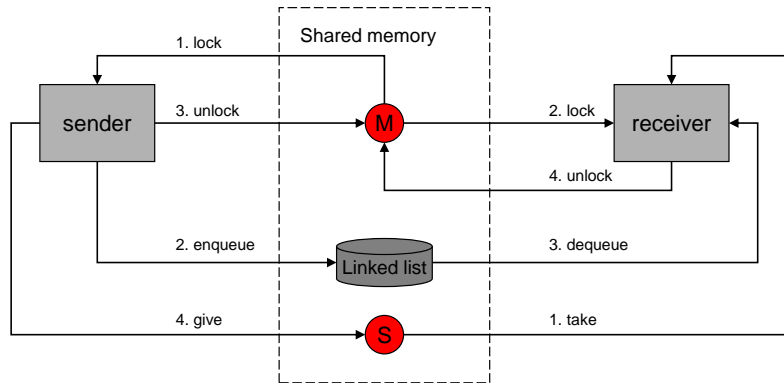 Shared memory
1. lock
sender
3. unlock
M
2. lock
receiver
4. unlock
2. enqueue
Linked list
3. dequeue
4. give
S
1. take